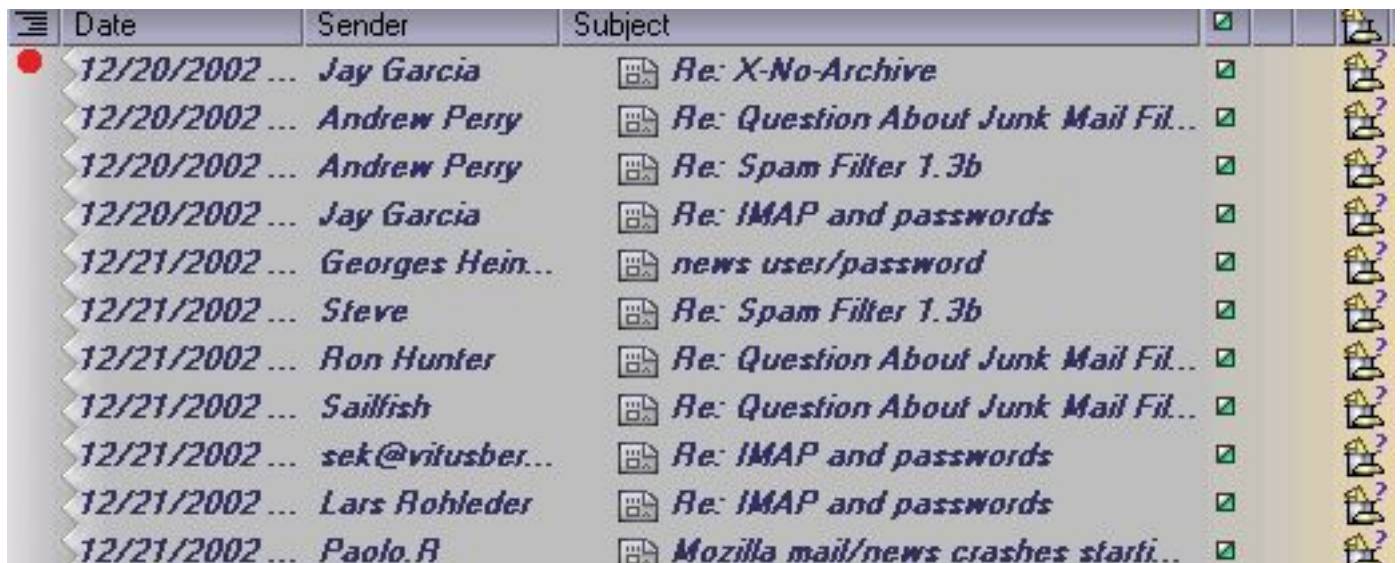 Date Sender Subject
12/20/2002 ... Jay Garcia Re: X-No-Archive
12/20/2002 ... Andrew Perry Re: Question About Junk Mail Fil...
12/20/2002 ... Andrew Perry Re: Spam Filter 1.3b
12/20/2002 ... Jay Garcia Re: IMAP and passwords
12/21/2002 ... Georges Hein... news user/password
12/21/2002 ... Steve Re: Spam Filter 1.3b
12/21/2002 ... Ron Hunter Re: Question About Junk Mail Fil...
12/21/2002 ... Sailfish Re: Question About Junk Mail Fil...
12/21/2002 ... sek@vitusber... Re: IMAP and passwords
12/21/2002 ... Lars Rohleder Re: IMAP and passwords
12/21/2002 ... Paolo.R Mozilla mail/news crashes starti...